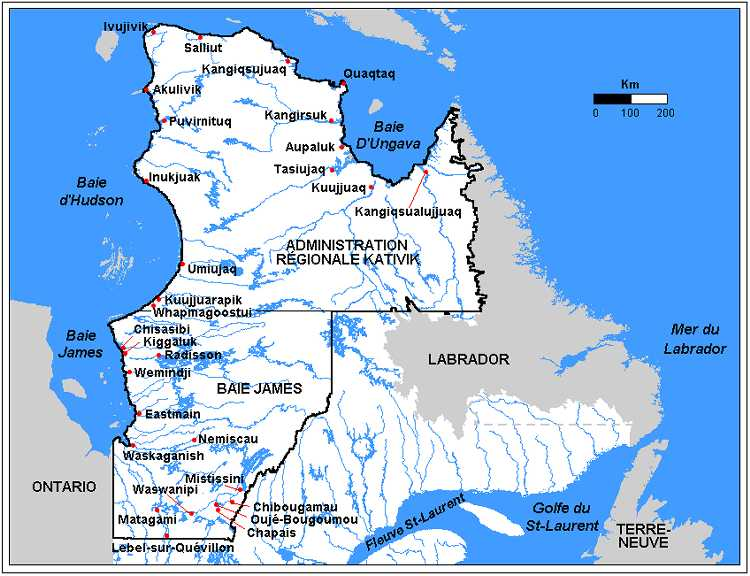 Ivujivik
Salliut
Kangiqsujuaq
Quaqtaq
Km
0 100 200
Akulivik
Puvirnituq
Kangirsuk
Baie
D'Ungava
Aupaluk
Tasiujaq
Inukjuak
Kuujjuaq
Baie
d'Hudson
Kangiqsualujjuaq
ADMINISTRATION
RÉGIONALE KATIVIK
Umiujaq
Kuujjuarapik
Whapmagoostui
Chisasibi
Kiggaluk
Baie
James
Radisson
Mer du
Labrador
LABRADOR
Wemindji
BAIE JAMES
Eastmain
Nemiscau
Waskaganish
Mistissini
Waswanipi
ONTARIO
Chibougamau
Oujé-Bougoumou
Matagami
Chapais
Lebel-sur-Quévillon
Fleuve St-Laurent
Golfe du
St-Laurent
TERRE-
NEUVE